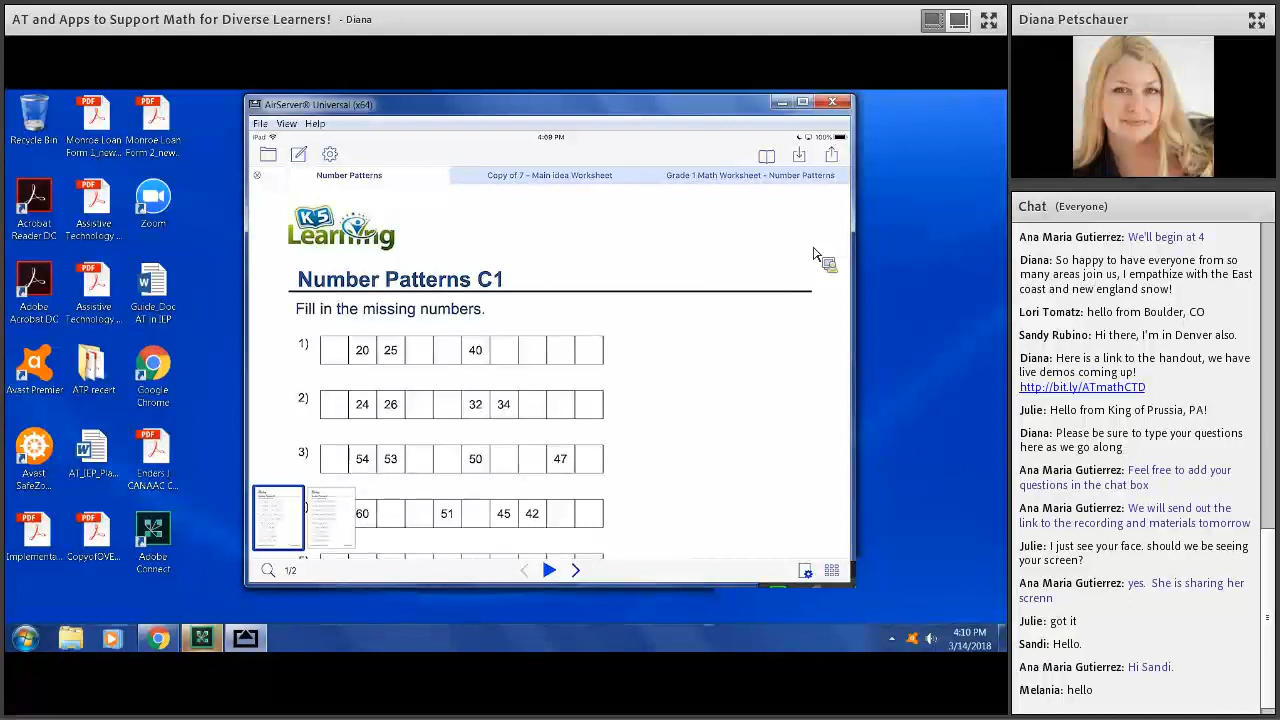 AT and Apps to Support Math for Diverse Learners! - Diana
Recycle Bin
Monroe Loan Form 1_new...
Monroe Loan Form 2_new...
Acrobat Reader DC
Assistive Technology ...
Zoom
Adobe Acrobat DC
Assistive Technology ...
Guide_Doc AT in IEP
Avast Premier
ATP recert
Google Chrome
Avast SafeZo...
AT_IEP_Pla...
Enders J CANAAC C...
Implementa...
CopyofOVE...
Adobe Connect
AirServer® Universal (x64)
File View Help
iPad 4:09 PM 100%
Number Patterns
Copy of 7 - Main idea Worksheet
Grade 1 Math Worksheet - Number Patterns
K5 Learning
Number Patterns C1
Fill in the missing numbers.
1) 20 25 40
2) 24 26 32 34
3) 54 53 50 47
60 51 45 42
1/2
4:10 PM
3/14/2018
Diana Petschauer
Chat (Everyone)
Ana Maria Gutierrez: We'll begin at 4
Diana: So happy to have everyone from so
many areas join us, I empathize with the East
coast and new england snow!
Lori Tomatz: hello from Boulder, CO
Sandy Rubino: Hi there, I'm in Denver also.
Diana: Here is a link to the handout, we have
live demos coming up!
http://bit.ly/ATmathCTD
Julie: Hello from King of Prussia, PA!
Diana: Please be sure to type your questions
here as we go along
Ana Maria Gutierrez: Feel free to add your
questions in the chat box
Ana Maria Gutierrez: We will send out the
link to the recording and materials tomorrow
Julie: I just see your face. should we be seeing
your screen?
Ana Maria Gutierrez: yes. She is sharing her
screnn
Julie: got it
Sandi: Hello.
Ana Maria Gutierrez: Hi Sandi.
Melania: hello